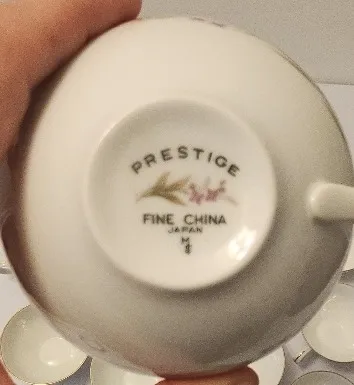 PRESTIGE
FINE CHINA
JAPAN
M